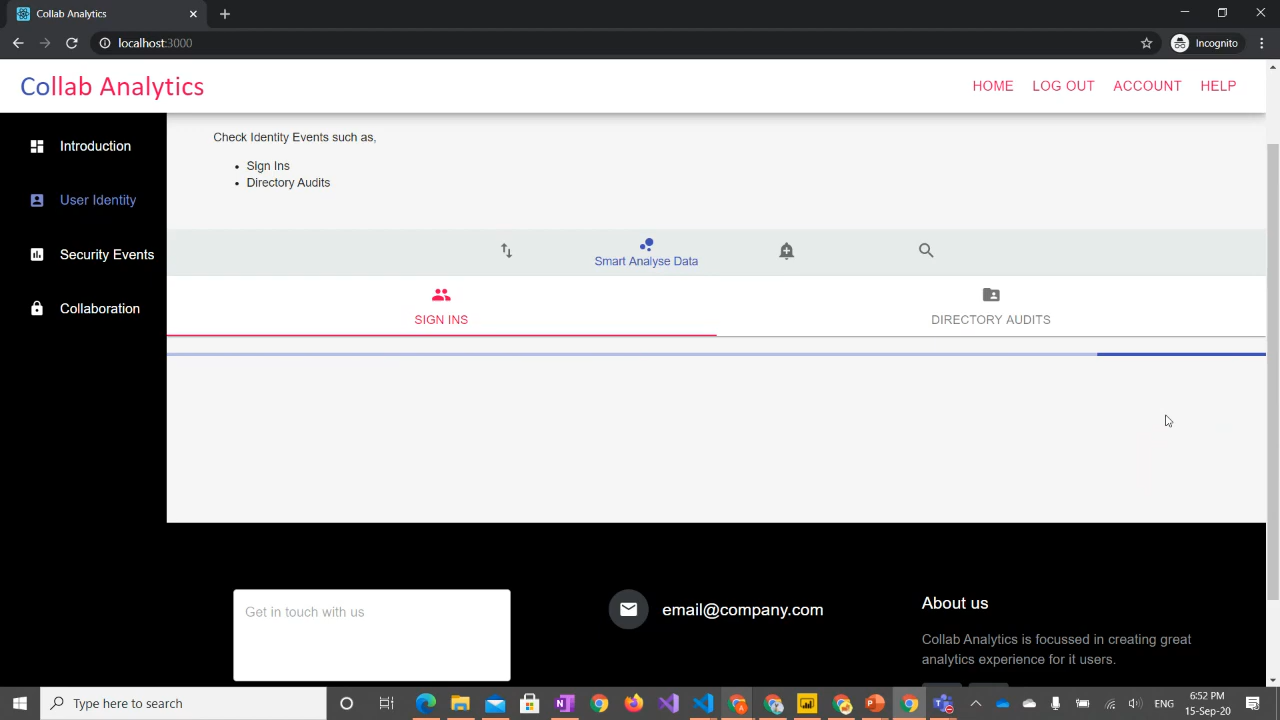 Collab Analytics
localhost:3000
Incognito
Collab Analytics
HOME LOG OUT ACCOUNT HELP
Introduction
User Identity
Security Events
Collaboration
Check Identity Events such as,
• Sign Ins
• Directory Audits
Smart Analyse Data
SIGN INS
DIRECTORY AUDITS
Get in touch with us
email@company.com
About us
Collab Analytics is focussed in creating great
analytics experience for it users.
Type here to search
ENG
6:52 PM
15-Sep-20